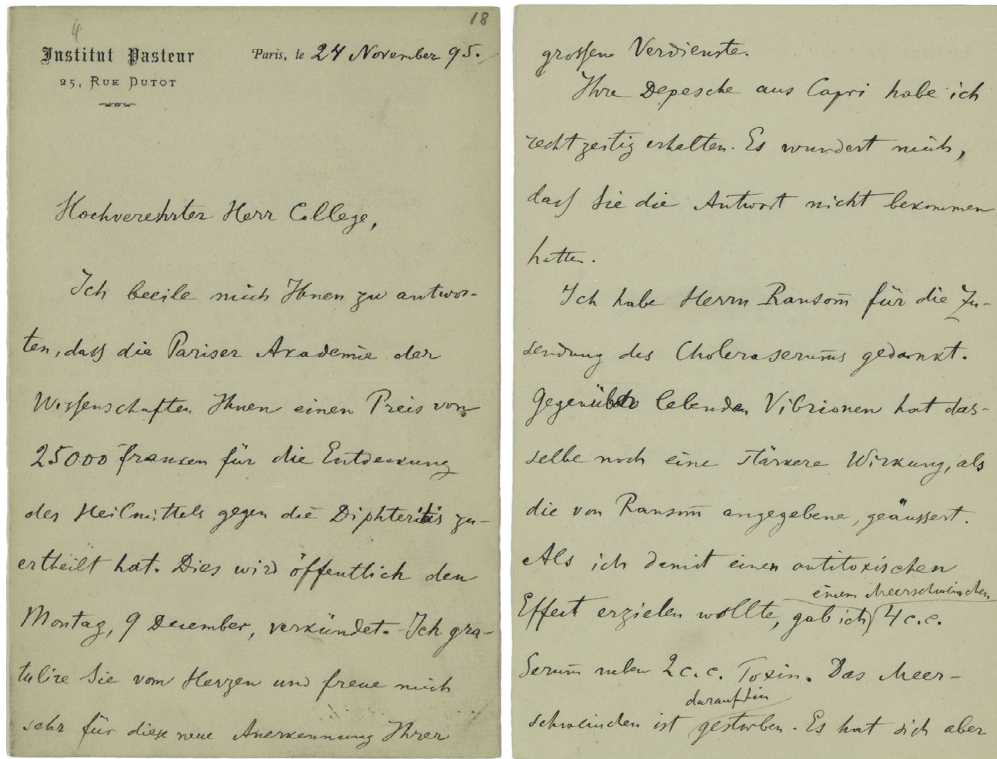 4
18
Institut Pasteur
25, Rue Dutot
Paris, le 24 November 95.
Hochverehrter Herr College,
Ich beeile mich Ihnen zu antwor-
ten, dass die Pariser Akademie der
Wissenschaften Ihnen einen Preis von
25000 franken für die Entdeckung
des Heilmittels gegen die Diphteritis zu-
ertheilt hat. Dies wird öffentlich den
Montag, 9 December, verkündet. Ich gra-
tulire Sie vom Herzen und freue mich
sehr für diese neue Anerkennung Ihrer
grossen Verdienste.
Ihre Depesche aus Capri habe ich
rechtzeitig erhalten. Es wundert mich,
dass Sie die Antwort nicht bekommen
hatten.
Ich habe Herrn Ransom für die Zu-
sendung des Choleraserums gedankt.
Gegenüber lebenden Vibrionen hat das-
selbe noch eine stärkere Wirkung, als
die von Ransom angegebene, geäussert.
Als ich damit einen antitoxischen
einem Meerschweinchen
Effect erzielen wollte, gab ich 4 c.c.
Serum neben 2 c.c. Toxin. Das Meer-
daraufhin
schweinchen ist gestorben. Es hat sich aber